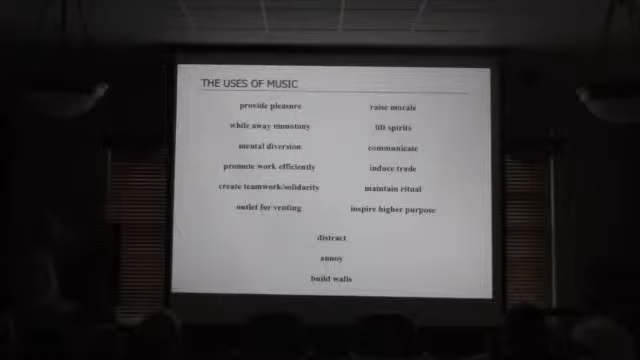 THE USES OF MUSIC
provide pleasure
raise morale
while away monotony
lift spirits
mental diversion
communicate
promote work efficiently
induce trade
create teamwork/solidarity
maintain ritual
outlet for venting
inspire higher purpose
distract
annoy
build walls